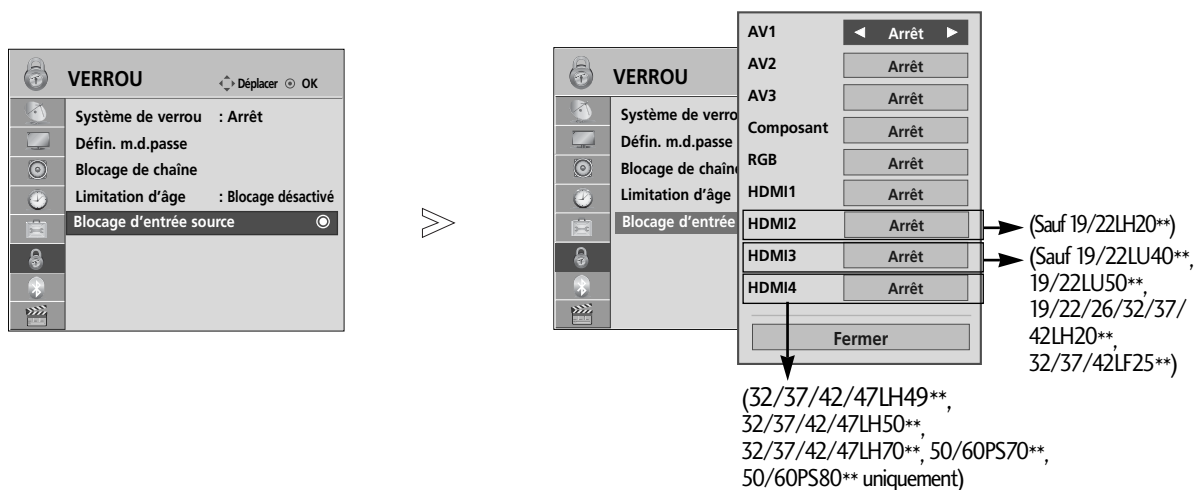 VERROU
Déplacer OK
Système de verrou : Arrêt
Défin. m.d.passe
Blocage de chaîne
Limitation d'âge : Blocage désactivé
Blocage d'entrée source
VERROU
Système de verro
Défin. m.d.passe
Blocage de chaîn
Limitation d'âge
Blocage d'entrée
AV1 ◄ Arrêt ►
AV2 Arrêt
AV3 Arrêt
Composant Arrêt
RGB Arrêt
HDMI1 Arrêt
HDMI2 Arrêt
HDMI3 Arrêt
HDMI4 Arrêt
Fermer
(Sauf 19/22LH20**)
(Sauf 19/22LU40**,
19/22LU50**,
19/22/26/32/37/
42LH20**,
32/37/42LF25**)
(32/37/42/47LH49**,
32/37/42/47LH50**,
32/37/42/47LH70**, 50/60PS70**,
50/60PS80** uniquement)